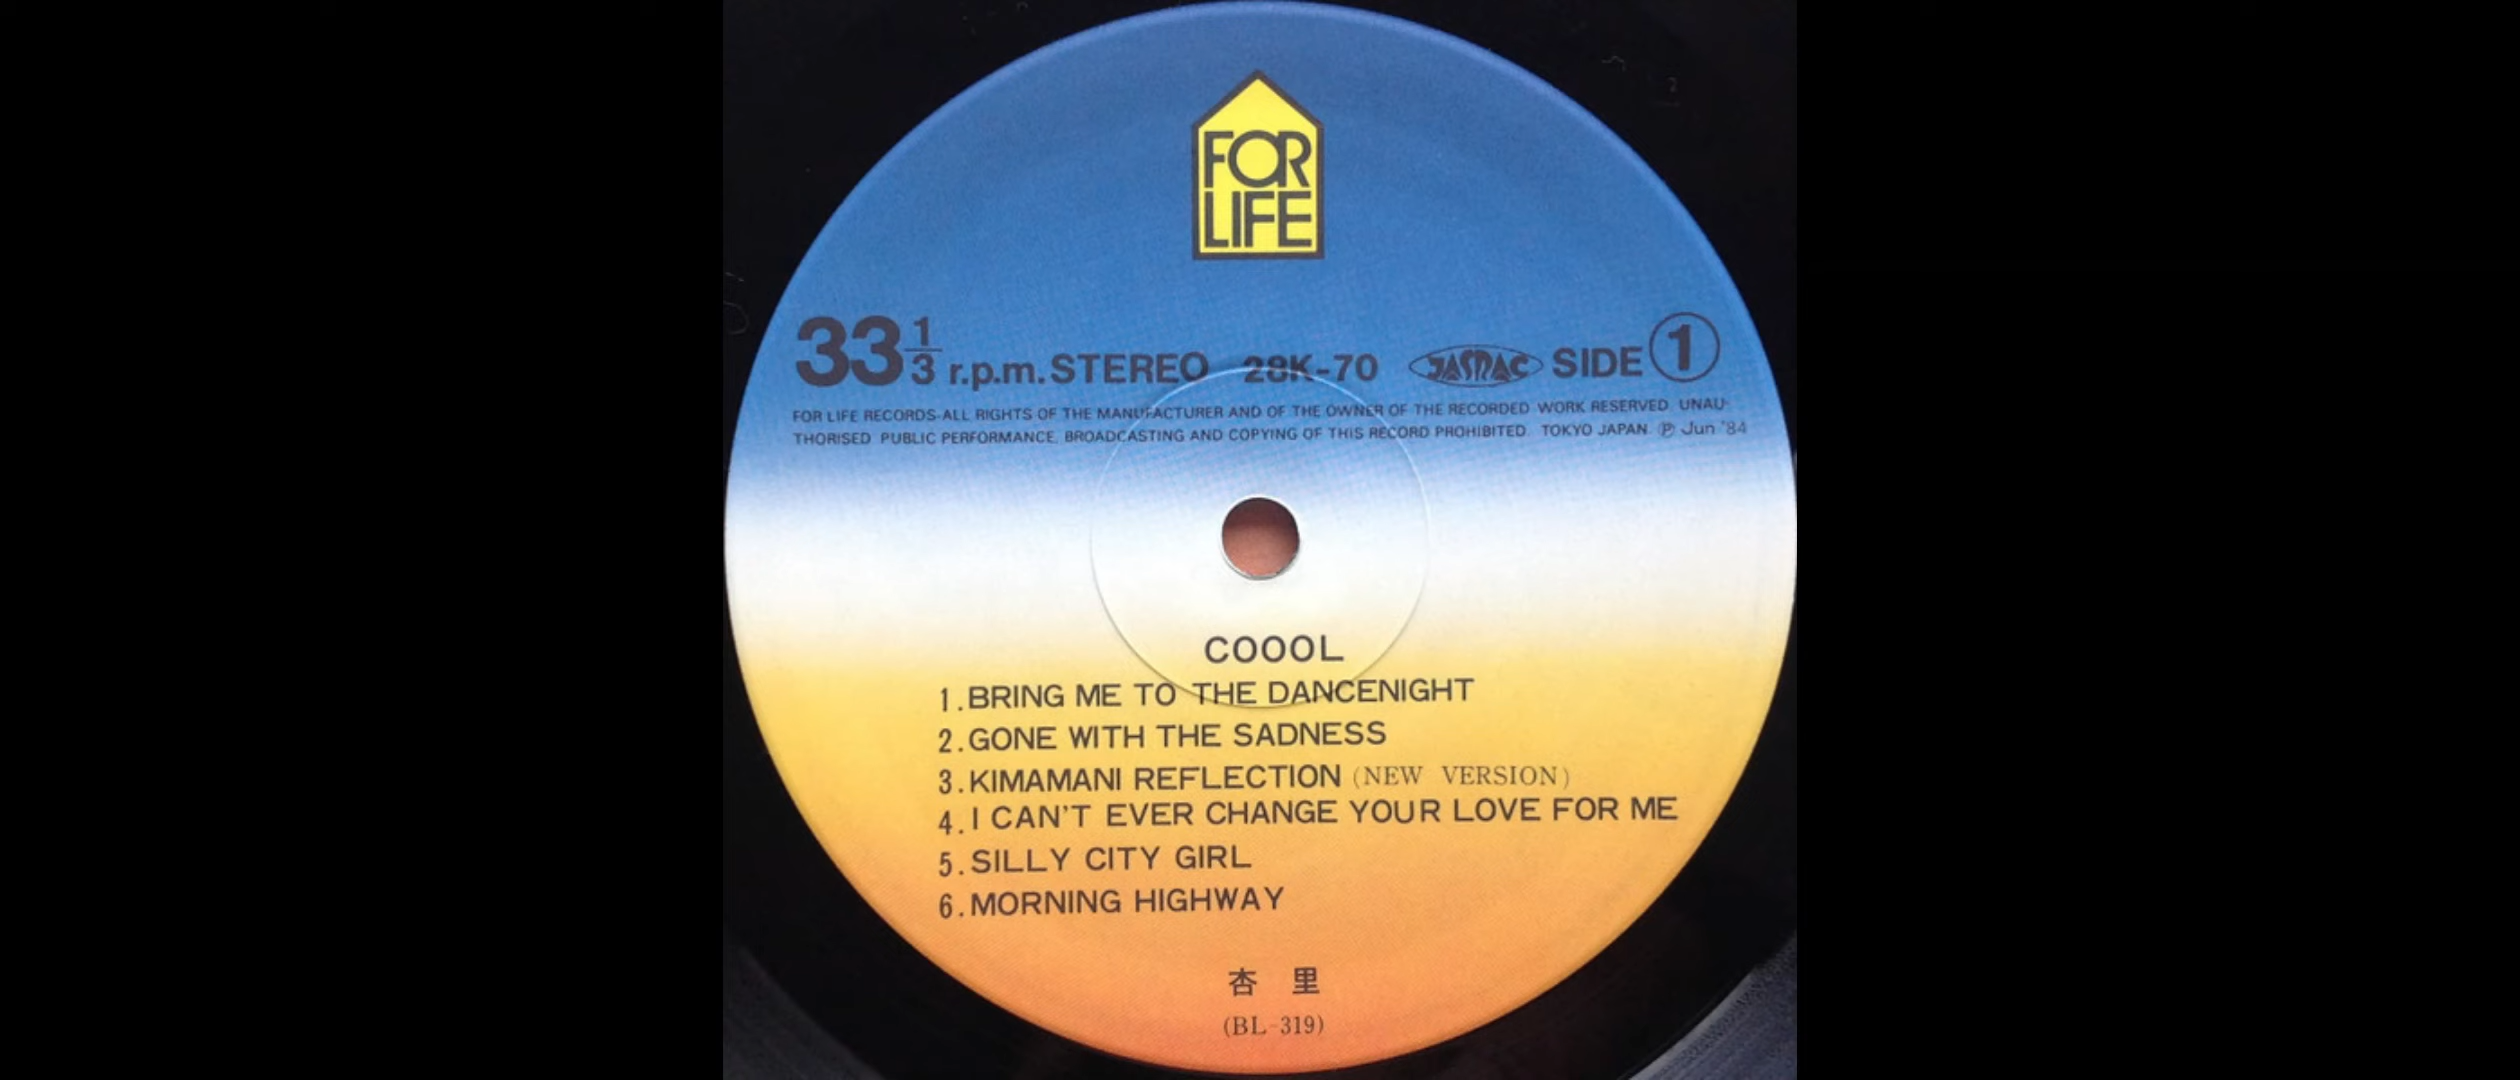 FOR
LIFE
33 1/3 r.p.m. STEREO 28K-70 JASRAC SIDE 1
FOR LIFE RECORDS-ALL RIGHTS OF THE MANUFACTURER AND OF THE OWNER OF THE RECORDED WORK RESERVED. UNAU-
THORISED PUBLIC PERFORMANCE, BROADCASTING AND COPYING OF THIS RECORD PROHIBITED. TOKYO JAPAN. ℗ Jun '84
COOOL
1. BRING ME TO THE DANCENIGHT
2. GONE WITH THE SADNESS
3. KIMAMANI REFLECTION (NEW VERSION)
4. I CAN'T EVER CHANGE YOUR LOVE FOR ME
5. SILLY CITY GIRL
6. MORNING HIGHWAY
杏 里
(BL-319)